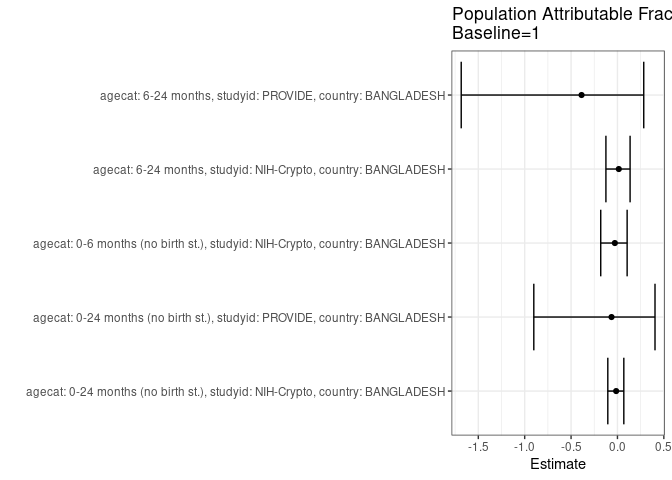 Population Attributable Frac
Baseline=1
agecat: 6-24 months, studyid: PROVIDE, country: BANGLADESH
agecat: 6-24 months, studyid: NIH-Crypto, country: BANGLADESH
agecat: 0-6 months (no birth st.), studyid: NIH-Crypto, country: BANGLADESH
agecat: 0-24 months (no birth st.), studyid: PROVIDE, country: BANGLADESH
agecat: 0-24 months (no birth st.), studyid: NIH-Crypto, country: BANGLADESH
-1.5 -1.0 -0.5 0.0 0.5
Estimate